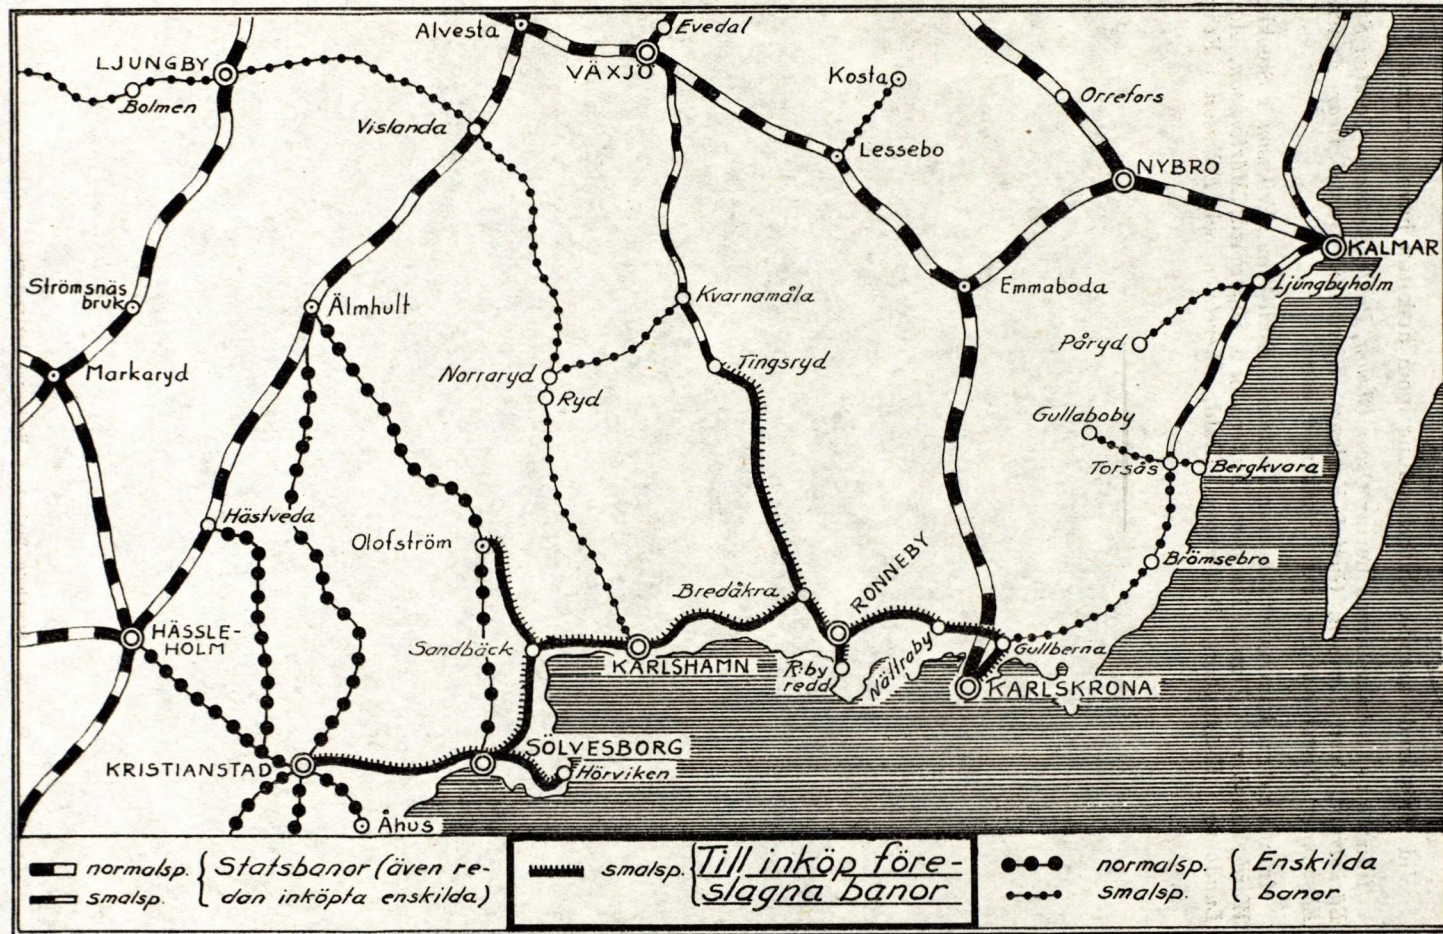 Alvesta
Evedal
LJUNGBY
VÄXJÖ
Kosta
Bolmen
Orrefors
Vislanda
Lessebo
NYBRO
KALMAR
Strömsnäs
bruk
Älmhult
Kvarnamåla
Emmaboda
Ljungbyholm
Påryd
Markaryd
Norraryd
Tingsryd
Ryd
Gullaboby
Torsås
Bergkvara
Hästveda
Olofström
Bredåkra
RONNEBY
Brömsebro
HÄSSLE-
HOLM
Sandbäck
KARLSHAMN
R-by
redd
Nättraby
Gullberna
KARLSKRONA
SÖLVESBORG
KRISTIANSTAD
Hörviken
Åhus
normalsp. { Statsbanor (även re-
smalsp. dan inköpta enskilda)
smalsp. { Till inköp före-
slagna banor
normalsp. { Enskilda
smalsp. banor